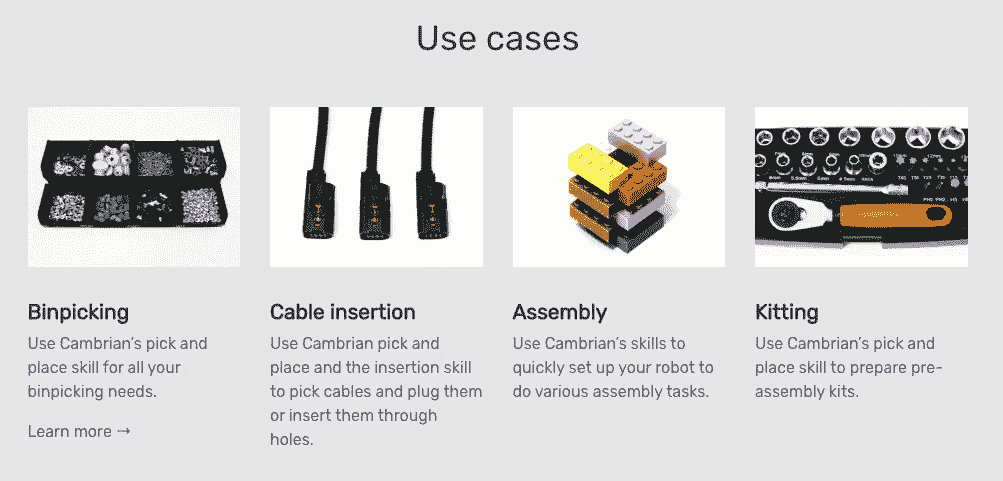 Use cases
Binpicking
Use Cambrian's pick and
place skill for all your
binpicking needs.
Learn more →
Cable insertion
Use Cambrian pick and
place and the insertion skill
to pick cables and plug them
or insert them through
holes.
Assembly
Use Cambrian's skills to
quickly set up your robot to
do various assembly tasks.
Kitting
Use Cambrian's pick and
place skill to prepare pre-
assembly kits.